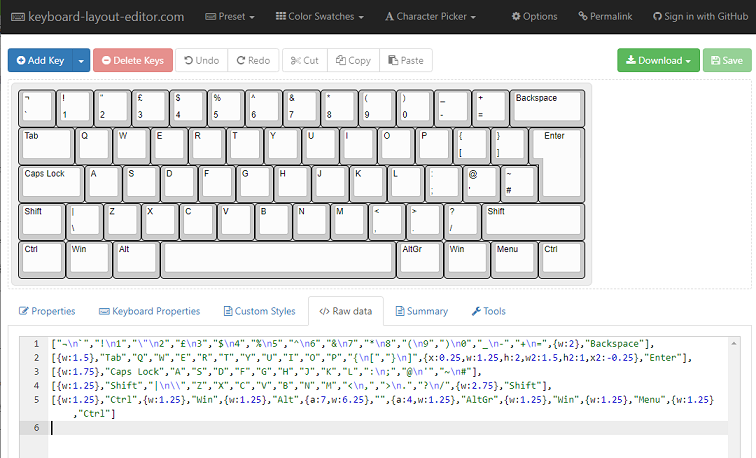 keyboard-layout-editor.com Preset Color Swatches Character Picker Options Permalink Sign in with GitHub
Add Key Delete Keys Undo Redo Cut Copy Paste Download Save
¬ ! " £ $ % ^ & * ( ) _ + Backspace
` 1 2 3 4 5 6 7 8 9 0 - =
Tab Q W E R T Y U I O P { } Enter
[ ]
Caps Lock A S D F G H J K L : @ ~
; ' #
Shift | Z X C V B N M < > ? Shift
\ , . /
Ctrl Win Alt AltGr Win Menu Ctrl
Properties Keyboard Properties Custom Styles </> Raw data Summary Tools
1 ["¬\n`","!\n1","\"\n2","£\n3","$\n4","%\n5","^\n6","&\n7","*\n8","(\n9",")\n0","_\n-","+\n=",{w:2},"Backspace"],
2 [{w:1.5},"Tab","Q","W","E","R","T","Y","U","I","O","P","{\n[","}\n]",{x:0.25,w:1.25,h:2,w2:1.5,h2:1,x2:-0.25},"Enter"],
3 [{w:1.75},"Caps Lock","A","S","D","F","G","H","J","K","L",":\n;","@\n'","~\n#"],
4 [{w:1.25},"Shift","|\n\\","Z","X","C","V","B","N","M","<\n,",">\n.","?\n/",{w:2.75},"Shift"],
5 [{w:1.25},"Ctrl",{w:1.25},"Win",{w:1.25},"Alt",{a:7,w:6.25},"",{a:4,w:1.25},"AltGr",{w:1.25},"Win",{w:1.25},"Menu",{w:1.25}
,"Ctrl"]
6